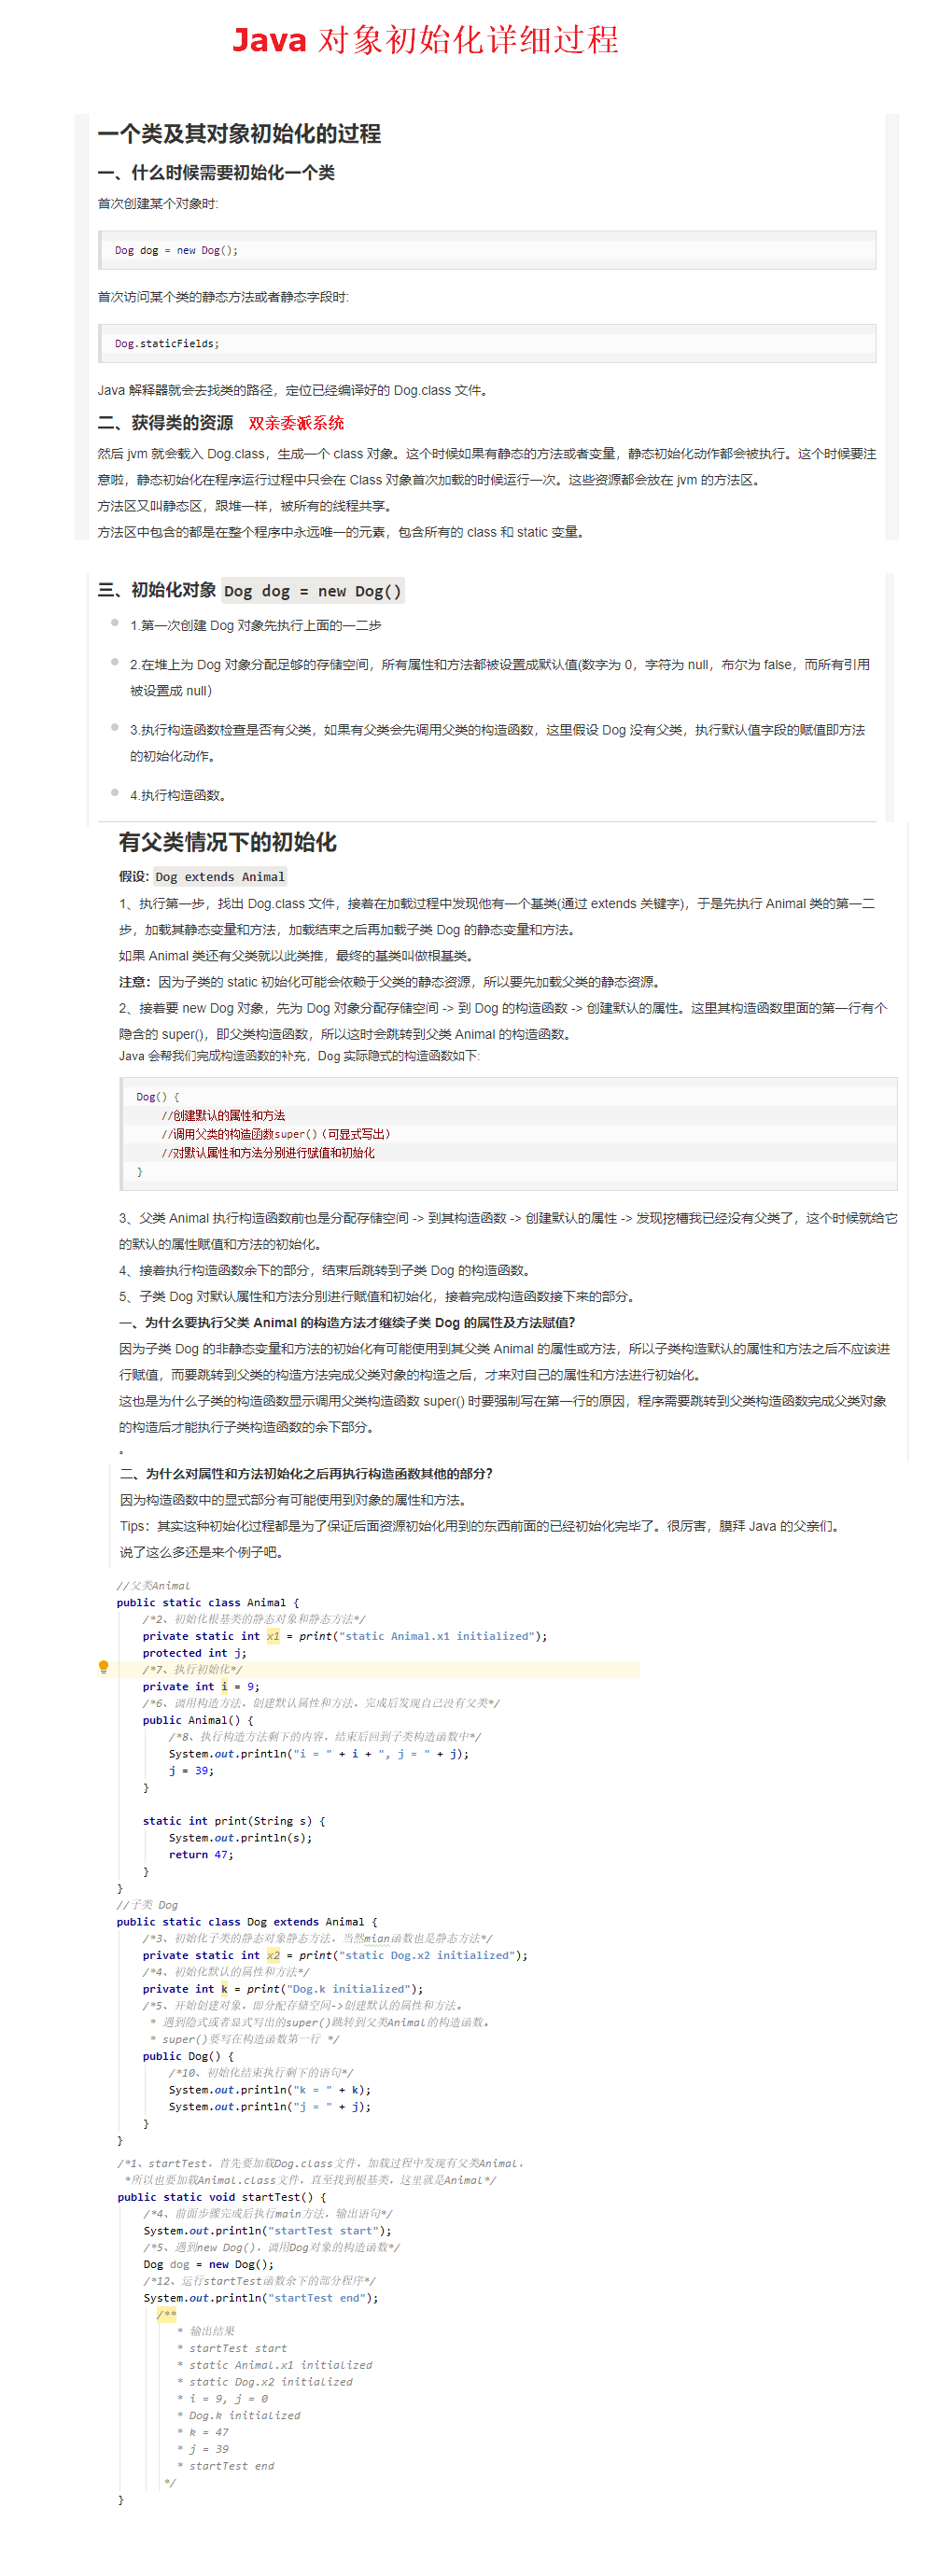 Java 对象初始化详细过程
一个类及其对象初始化的过程
一、什么时候需要初始化一个类
首次创建某个对象时:
Dog dog = new Dog();
首次访问某个类的静态方法或者静态字段时:
Dog.staticFields;
Java 解释器就会去找类的路径，定位已经编译好的 Dog.class 文件。
二、获得类的资源 双亲委派系统
然后 jvm 就会载入 Dog.class，生成一个 class 对象。这个时候如果有静态的方法或者变量，静态初始化动作都会被执行。这个时候要注
意啦，静态初始化在程序运行过程中只会在 Class 对象首次加载的时候运行一次。这些资源都会放在 jvm 的方法区。
方法区又叫静态区，跟堆一样，被所有的线程共享。
方法区中包含的都是在整个程序中永远唯一的元素，包含所有的 class 和 static 变量。
三、初始化对象 Dog dog = new Dog()
1.第一次创建 Dog 对象先执行上面的一二步
2.在堆上为 Dog 对象分配足够的存储空间，所有属性和方法都被设置成默认值(数字为 0，字符为 null，布尔为 false，而所有引用
被设置成 null）
3.执行构造函数检查是否有父类，如果有父类会先调用父类的构造函数，这里假设 Dog 没有父类，执行默认值字段的赋值即方法
的初始化动作。
4.执行构造函数。
有父类情况下的初始化
假设: Dog extends Animal
1、执行第一步，找出 Dog.class 文件，接着在加载过程中发现他有一个基类(通过 extends 关键字)，于是先执行 Animal 类的第一二
步，加载其静态变量和方法，加载结束之后再加载子类 Dog 的静态变量和方法。
如果 Animal 类还有父类就以此类推，最终的基类叫做根基类。
注意：因为子类的 static 初始化可能会依赖于父类的静态资源，所以要先加载父类的静态资源。
2、接着要 new Dog 对象，先为 Dog 对象分配存储空间 -> 到 Dog 的构造函数 -> 创建默认的属性。这里其构造函数里面的第一行有个
隐含的 super()，即父类构造函数，所以这时会跳转到父类 Animal 的构造函数。
Java 会帮我们完成构造函数的补充，Dog 实际隐式的构造函数如下:
Dog() {
//创建默认的属性和方法
//调用父类的构造函数super()（可显式写出）
//对默认属性和方法分别进行赋值和初始化
}
3、父类 Animal 执行构造函数前也是分配存储空间 -> 到其构造函数 -> 创建默认的属性 -> 发现挖槽我已经没有父类了，这个时候就给它
的默认的属性赋值和方法的初始化。
4、接着执行构造函数余下的部分，结束后跳转到子类 Dog 的构造函数。
5、子类 Dog 对默认属性和方法分别进行赋值和初始化，接着完成构造函数接下来的部分。
一、为什么要执行父类 Animal 的构造方法才继续子类 Dog 的属性及方法赋值?
因为子类 Dog 的非静态变量和方法的初始化有可能使用到其父类 Animal 的属性或方法，所以子类构造默认的属性和方法之后不应该进
行赋值，而要跳转到父类的构造方法完成父类对象的构造之后，才来对自己的属性和方法进行初始化。
这也是为什么子类的构造函数显示调用父类构造函数 super() 时要强制写在第一行的原因，程序需要跳转到父类构造函数完成父类对象
的构造后才能执行子类构造函数的余下部分。
。
二、为什么对属性和方法初始化之后再执行构造函数其他的部分?
因为构造函数中的显式部分有可能使用到对象的属性和方法。
Tips：其实这种初始化过程都是为了保证后面资源初始化用到的东西前面的已经初始化完毕了。很厉害，膜拜 Java 的父亲们。
说了这么多还是来个例子吧。
//父类Animal
public static class Animal {
/*2、初始化根基类的静态对象和静态方法*/
private static int x1 = print("static Animal.x1 initialized");
protected int j;
/*7、执行初始化*/
private int i = 9;
/*6、调用构造方法，创建默认属性和方法，完成后发现自己没有父类*/
public Animal() {
/*8、执行构造方法剩下的内容，结束后回到子类构造函数中*/
System.out.println("i = " + i + ", j = " + j);
j = 39;
}
static int print(String s) {
System.out.println(s);
return 47;
}
}
//子类 Dog
public static class Dog extends Animal {
/*3、初始化子类的静态对象静态方法，当然mian函数也是静态方法*/
private static int x2 = print("static Dog.x2 initialized");
/*4、初始化默认的属性和方法*/
private int k = print("Dog.k initialized");
/*5、开始创建对象，即分配存储空间->创建默认的属性和方法。
* 遇到隐式或者显式写出的super()跳转到父类Animal的构造函数。
* super()要写在构造函数第一行 */
public Dog() {
/*10、初始化结束执行剩下的语句*/
System.out.println("k = " + k);
System.out.println("j = " + j);
}
}
/*1、startTest，首先要加载Dog.class文件，加载过程中发现有父类Animal，
*所以也要加载Animal.class文件，直至找到根基类，这里就是Animal*/
public static void startTest() {
/*4、前面步骤完成后执行main方法，输出语句*/
System.out.println("startTest start");
/*5、遇到new Dog()，调用Dog对象的构造函数*/
Dog dog = new Dog();
/*12、运行startTest函数余下的部分程序*/
System.out.println("startTest end");
/**
* 输出结果
* startTest start
* static Animal.x1 initialized
* static Dog.x2 initialized
* i = 9, j = 0
* Dog.k initialized
* k = 47
* j = 39
* startTest end
*/
}